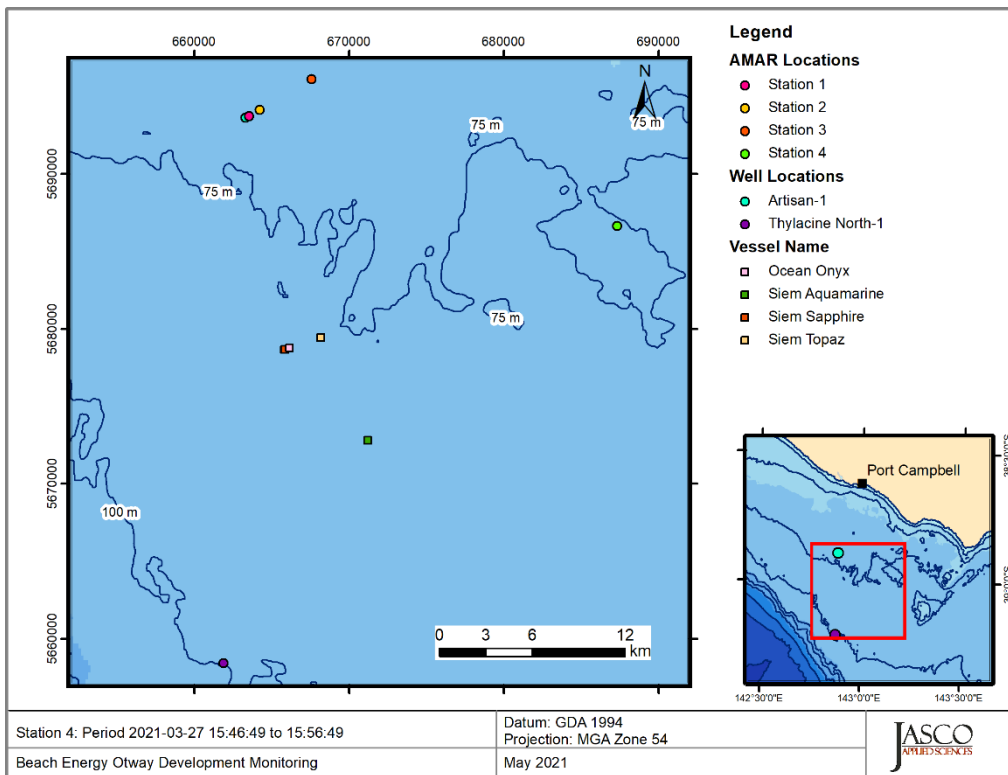 660000
670000
680000
690000
5690000
5680000
5670000
5660000
N
75 m
75 m
75 m
75 m
100 m
0 3 6 12
km
Legend
AMAR Locations
Station 1
Station 2
Station 3
Station 4
Well Locations
Artisan-1
Thylacine North-1
Vessel Name
Ocean Onyx
Siem Aquamarine
Siem Sapphire
Siem Topaz
Port Campbell
142°30'0"E
143°0'0"E
143°30'0"E
Station 4: Period 2021-03-27 15:46:49 to 15:56:49
Beach Energy Otway Development Monitoring
Datum: GDA 1994
Projection: MGA Zone 54
May 2021
JASCO
APPLIED SCIENCES